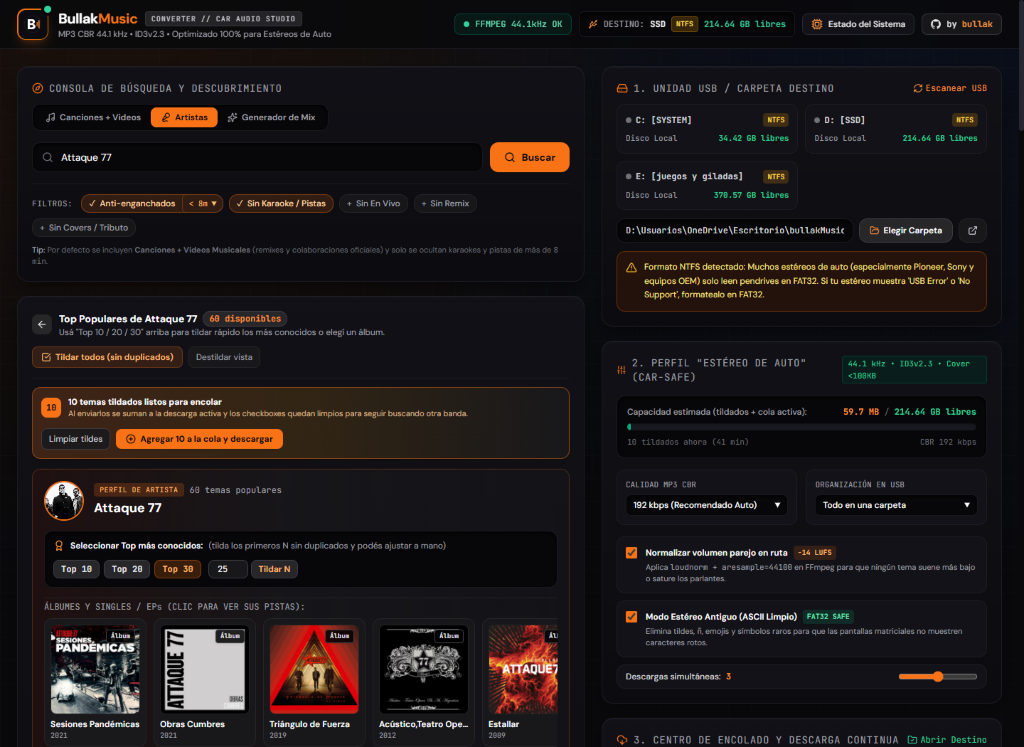 B
BullakMusic
CONVERTER // CAR AUDIO STUDIO
MP3 CBR 44.1 kHz • ID3v2.3 • Optimizado 100% para Estéreos de Auto
FFMPEG 44.1kHz OK
DESTINO: SSD NTFS 214.64 GB libres
Estado del Sistema
by bullak
CONSOLA DE BÚSQUEDA Y DESCUBRIMIENTO
Canciones + Videos
Artistas
Generador de Mix
Attaque 77
Buscar
FILTROS:
✓ Anti-enganchados < 8m ▼
✓ Sin Karaoke / Pistas
+ Sin En Vivo
+ Sin Remix
+ Sin Covers / Tributo
Tip: Por defecto se incluyen Canciones + Videos Musicales (remixes y colaboraciones oficiales) y solo se ocultan karaokes y pistas de más de 8
min.
Top Populares de Attaque 77 60 disponibles
Usá "Top 10 / 20 / 30" arriba para tildar rápido los más conocidos o elegí un álbum.
Tildar todos (sin duplicados)
Destildar vista
10
10 temas tildados listos para encolar
Al enviarlos se suman a la descarga activa y los checkboxes quedan limpios para seguir buscando otra banda.
Limpiar tildes
Agregar 10 a la cola y descargar
PERFIL DE ARTISTA 60 temas populares
Attaque 77
Seleccionar Top más conocidos: (tilda los primeros N sin duplicados y podés ajustar a mano)
Top 10
Top 20
Top 30
25
Tildar N
ÁLBUMES Y SINGLES / EPs (CLIC PARA VER SUS PISTAS):
Álbum
ATTAQUE 77
SESIONES
PANDÉMICAS
Sesiones Pandémicas
2021
Álbum
ATTAQUE 77
OBRAS
Obras Cumbres
2021
Álbum
Triángulo de Fuerza
2019
Álbum
77
Acústico,Teatro Ope...
2012
Ál
ATTAQUE7
Estallar
2009
1. UNIDAD USB / CARPETA DESTINO
Escanear USB
C: [SYSTEM] NTFS
Disco Local 34.42 GB libres
D: [SSD] NTFS
Disco Local 214.64 GB libres
E: [juegos y giladas] NTFS
Disco Local 370.57 GB libres
D:\Usuarios\OneDrive\Escritorio\bullakMusic
Elegir Carpeta
Formato NTFS detectado: Muchos estéreos de auto (especialmente Pioneer, Sony y
equipos OEM) solo leen pendrives en FAT32. Si tu estéreo muestra 'USB Error' o 'No
Support', formatealo en FAT32.
2. PERFIL "ESTÉREO DE AUTO"
(CAR-SAFE)
44.1 kHz • ID3v2.3 • Cover
<100KB
Capacidad estimada (tildados + cola activa): 59.7 MB / 214.64 GB libres
10 tildados ahora (41 min)
CBR 192 kbps
CALIDAD MP3 CBR
192 kbps (Recomendado Auto) ▼
ORGANIZACIÓN EN USB
Todo en una carpeta ▼
Normalizar volumen parejo en ruta -14 LUFS
Aplica loudnorm + aresample=44100 en FFmpeg para que ningún tema suene más bajo
o sature los parlantes.
Modo Estéreo Antiguo (ASCII Limpio) FAT32 SAFE
Elimina tildes, ñ, emojis y símbolos raros para que las pantallas matriciales no muestren
caracteres rotos.
Descargas simultáneas: 3
3. CENTRO DE ENCOLADO Y DESCARGA CONTINUA
Abrir Destino